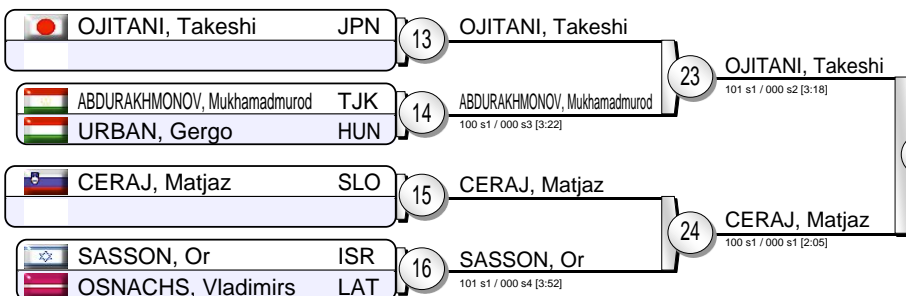 OJITANI, Takeshi JPN
13
OJITANI, Takeshi
23
OJITANI, Takeshi
101 s1 / 000 s2 [3:18]
ABDURAKHMONOV, Mukhamadmurod TJK
URBAN, Gergo HUN
14
ABDURAKHMONOV, Mukhamadmurod
100 s1 / 000 s3 [3:22]
CERAJ, Matjaz SLO
15
CERAJ, Matjaz
24
CERAJ, Matjaz
100 s1 / 000 s1 [2:05]
SASSON, Or ISR
OSNACHS, Vladimirs LAT
16
SASSON, Or
101 s1 / 000 s4 [3:52]